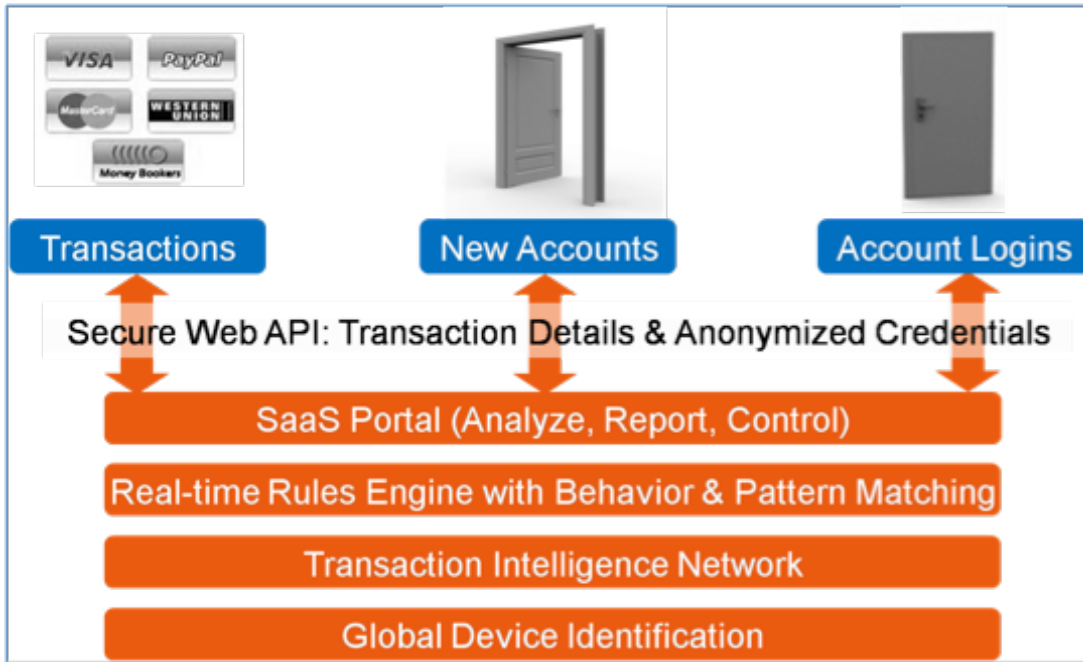 VISA
PayPal
MasterCard
WESTERN
UNION
Money Bookers
Transactions
New Accounts
Account Logins
Secure Web API: Transaction Details & Anonymized Credentials
SaaS Portal (Analyze, Report, Control)
Real-time Rules Engine with Behavior & Pattern Matching
Transaction Intelligence Network
Global Device Identification